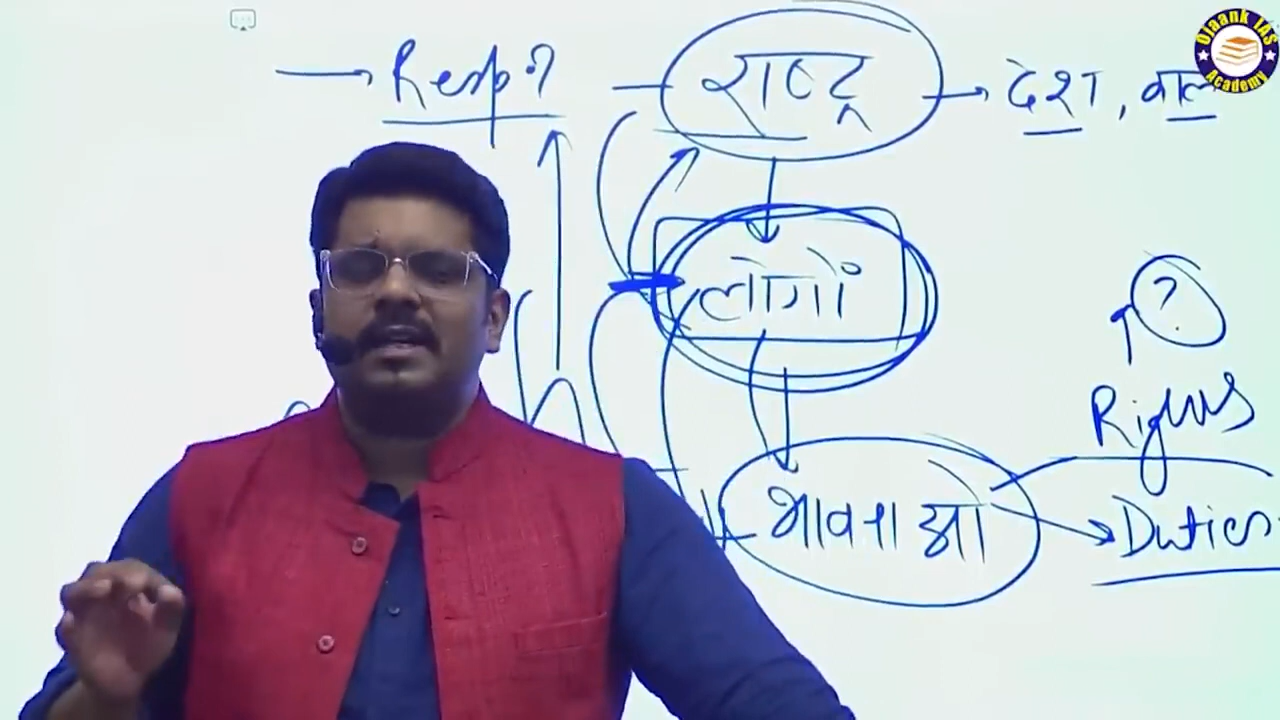 Ojaank IAS
Academy
→ Resp. राष्ट्र → देश,
लोगों
?
Rights
भावनाओ → Duties